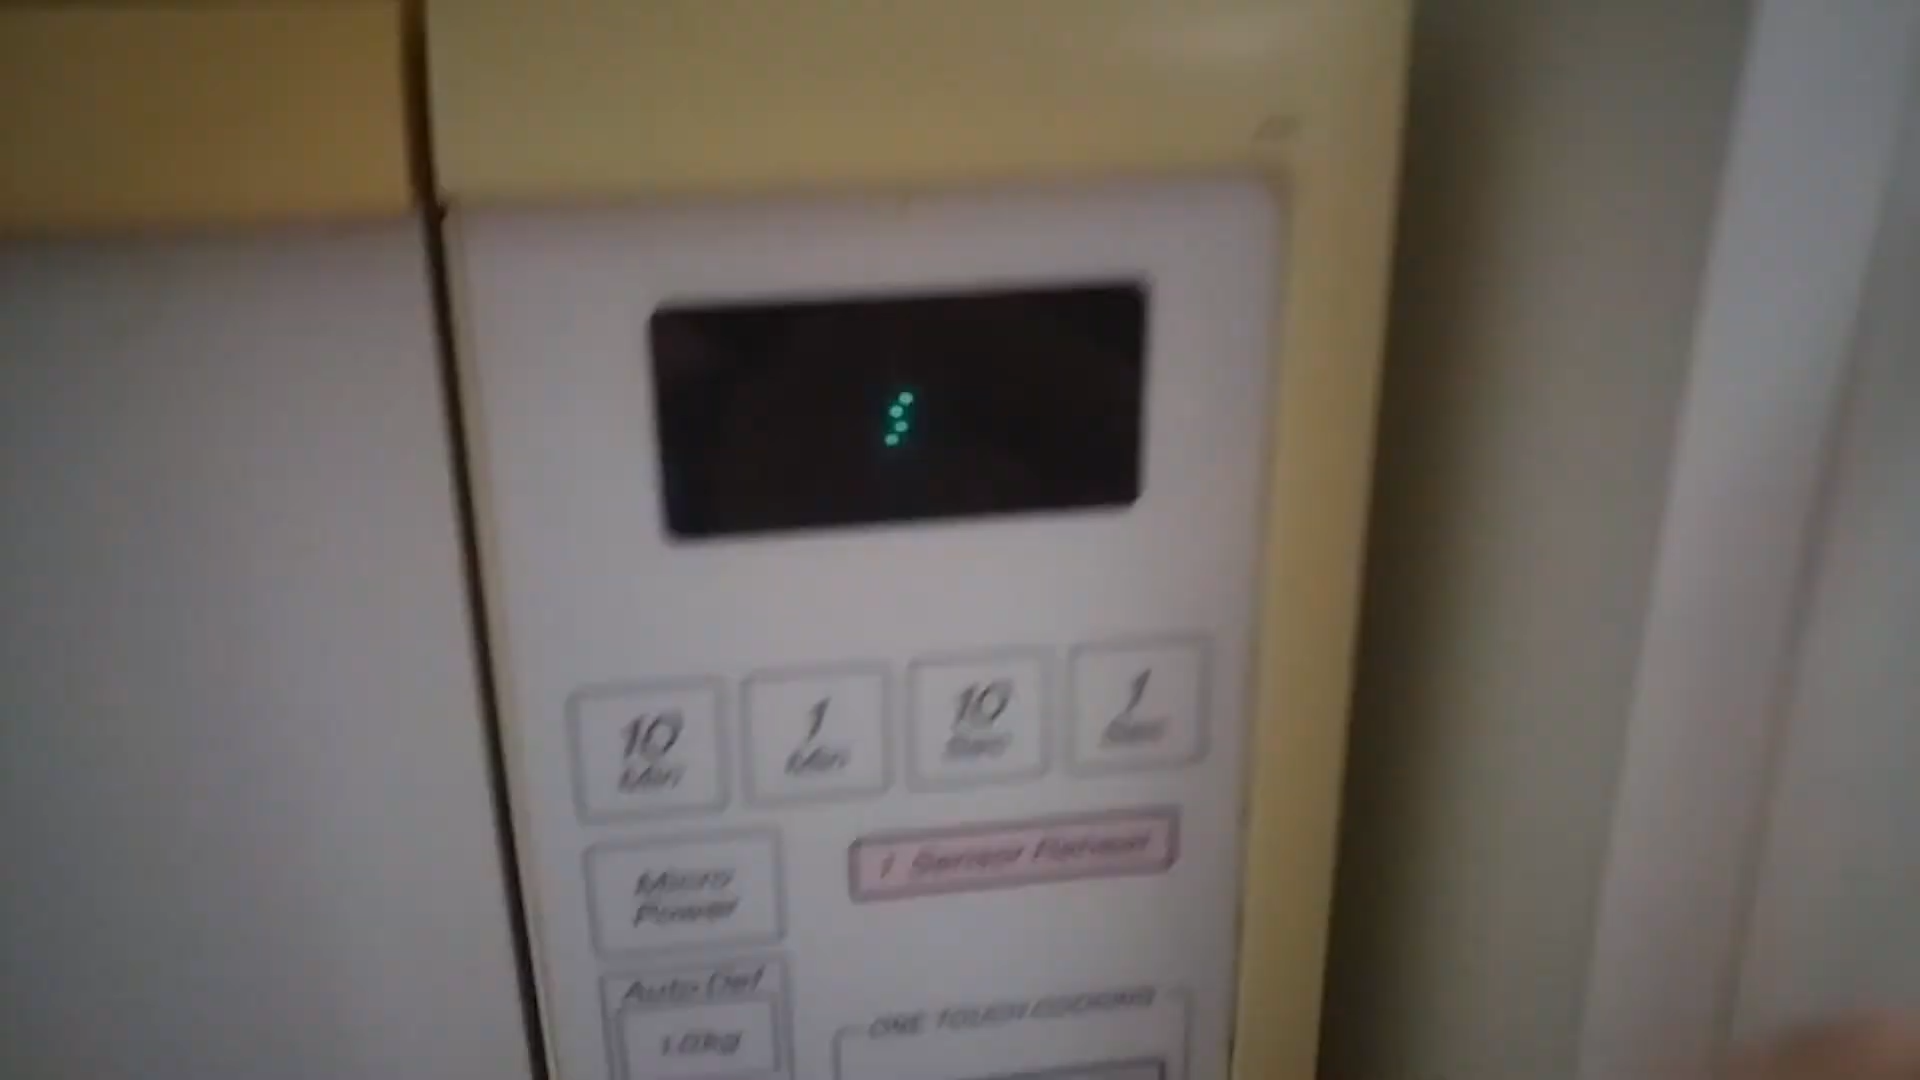 10
Min
1
Min
10
Sec
1
Sec
Micro
Power
1 Sensor Reheat
Auto Def
1.0kg
ONE TOUCH COOKING